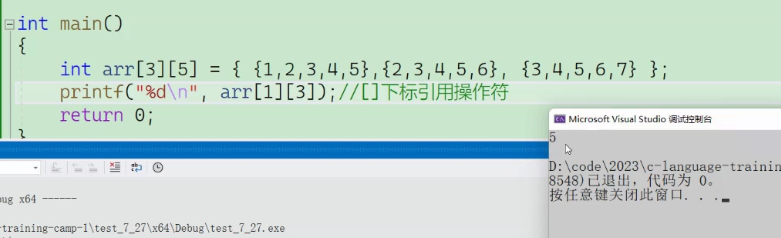 int main()
{
int arr[3][5] = { {1,2,3,4,5},{2,3,4,5,6}, {3,4,5,6,7} };
printf("%d\n", arr[1][3]);//[]下标引用操作符
return 0;
}
Microsoft Visual Studio 调试控制台
5
D:\code\2023\c-language-trainin
8548)已退出，代码为 0。
按任意键关闭此窗口. . .
ug x64 ------
-training-camp-1\test_7_27\x64\Debug\test_7_27.exe